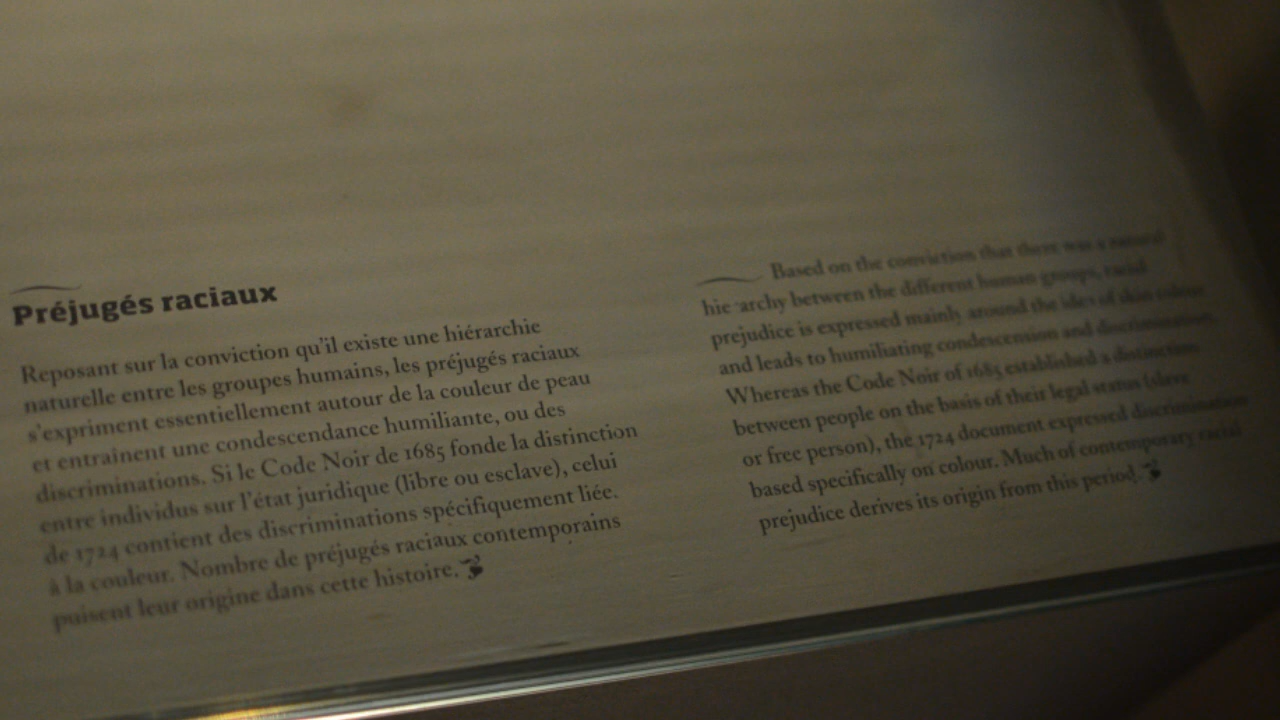 Préjugés raciaux
Reposant sur la conviction qu'il existe une hiérarchie
naturelle entre les groupes humains, les préjugés raciaux
s'expriment essentiellement autour de la couleur de peau
et entraînent une condescendance humiliante, ou des
discriminations. Si le Code Noir de 1685 fonde la distinction
entre individus sur l'état juridique (libre ou esclave), celui
de 1724 contient des discriminations spécifiquement liée.
à la couleur. Nombre de préjugés raciaux contemporains
puisent leur origine dans cette histoire.
Based on the conviction that there was a natural
hie archy between the different human groups, racial
prejudice is expressed mainly around the idea of skin colour
and leads to humiliating condescension and discrimination.
Whereas the Code Noir of 1685 established a distinction
between people on the basis of their legal status (slave
or free person), the 1724 document expressed discrimination
based specifically on colour. Much of contemporary racial
prejudice derives its origin from this period.